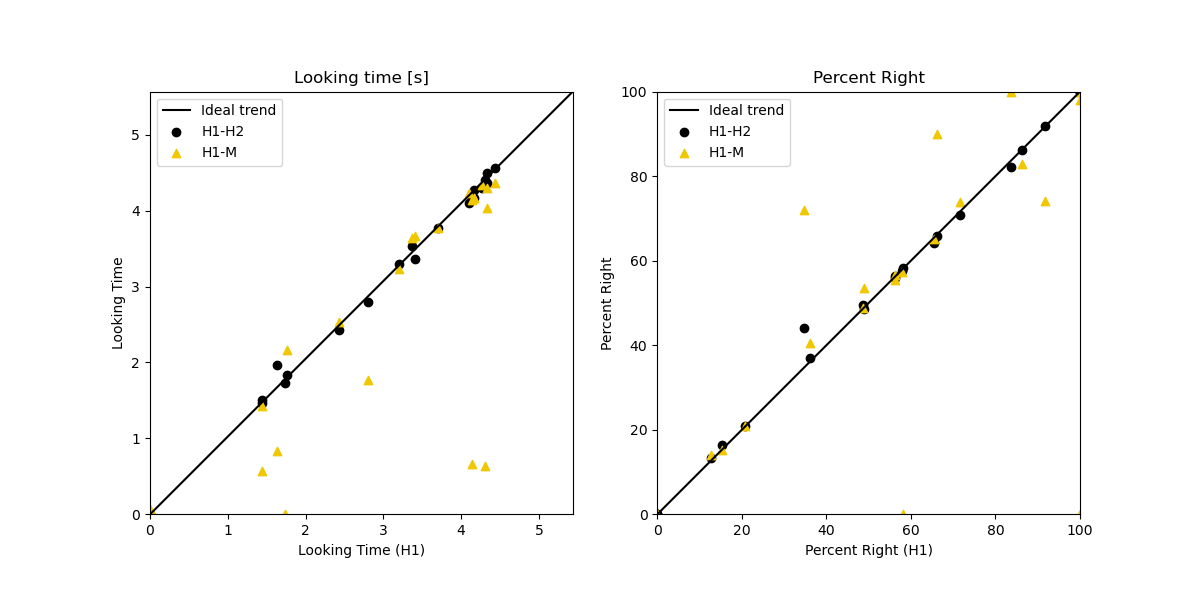 Looking time [s]
Ideal trend
H1-H2
H1-M
Looking Time
5
4
3
2
1
0
0 1 2 3 4 5
Looking Time (H1)
Percent Right
Ideal trend
H1-H2
H1-M
Percent Right
100
80
60
40
20
0
0 20 40 60 80 100
Percent Right (H1)